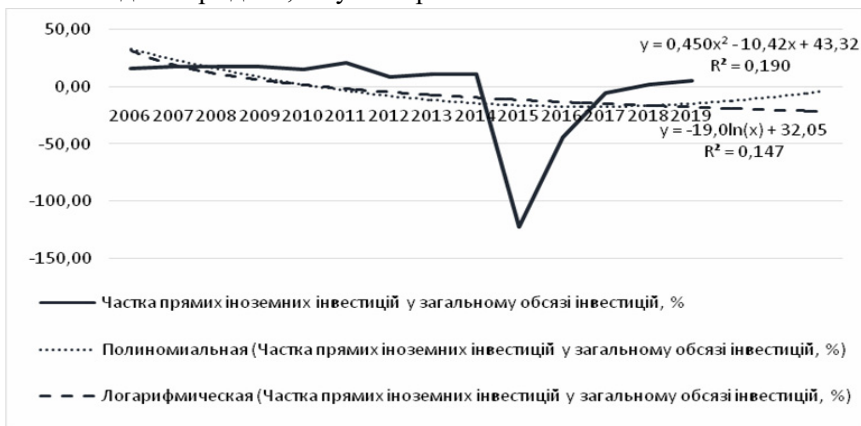 50,00
y = 0,450x² - 10,42x + 43,32
R² = 0,190
0,00
2006 2007 2008 2009 2010 2011 2012 2013 2014 2015 2016 2017 2018 2019
y = -19,0ln(x) + 32,05
R² = 0,147
-50,00
-100,00
-150,00
Частка прямих іноземних інвестицій у загальному обсязі інвестицій, %
Полиномиальная (Частка прямих іноземних інвестицій у загальному обсязі інвестицій, %)
Логарифмическая (Частка прямих іноземних інвестицій у загальному обсязі інвестицій, %)